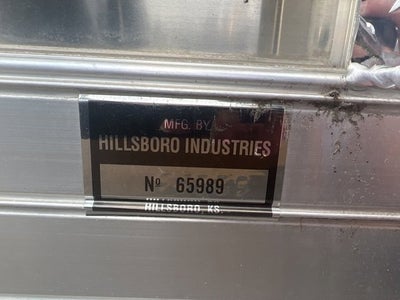 MFG. BY
HILLSBORO INDUSTRIES
Nº 65989
HILLSBORO, KS.